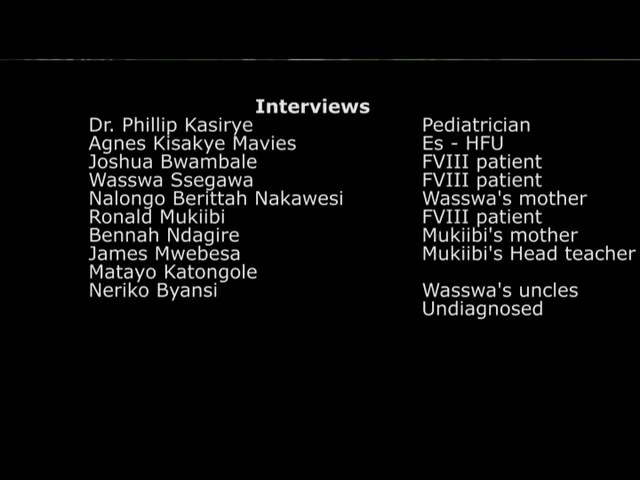 Interviews
Dr. Phillip Kasirye Pediatrician
Agnes Kisakye Mavies Es - HFU
Joshua Bwambale FVIII patient
Wasswa Ssegawa FVIII patient
Nalongo Berittah Nakawesi Wasswa's mother
Ronald Mukiibi FVIII patient
Bennah Ndagire Mukiibi's mother
James Mwebesa Mukiibi's Head teacher
Matayo Katongole
Neriko Byansi Wasswa's uncles
Undiagnosed